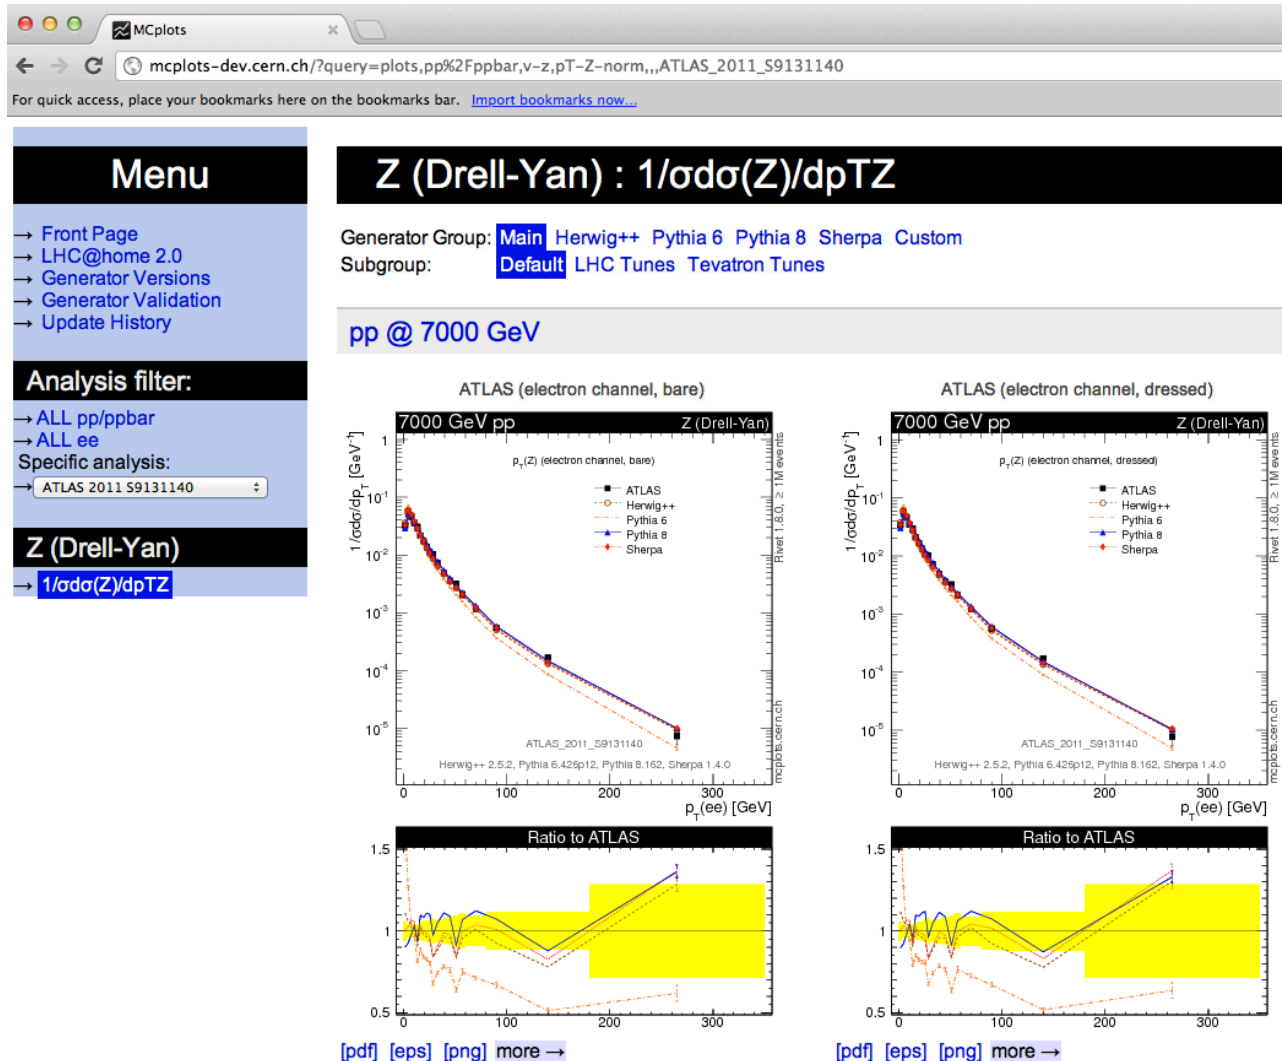 MCplots
mcplots-dev.cern.ch/?query=plots,pp%2Fppbar,v-z,pT-Z-norm,,,ATLAS_2011_S9131140
For quick access, place your bookmarks here on the bookmarks bar. Import bookmarks now...
Menu
→ Front Page
→ LHC@home 2.0
→ Generator Versions
→ Generator Validation
→ Update History
Analysis filter:
→ ALL pp/ppbar
→ ALL ee
Specific analysis:
→ ATLAS 2011 S9131140
Z (Drell-Yan)
→ 1/σdσ(Z)/dpTZ
Z (Drell-Yan) : 1/σdσ(Z)/dpTZ
Generator Group: Main Herwig++ Pythia 6 Pythia 8 Sherpa Custom
Subgroup: Default LHC Tunes Tevatron Tunes
pp @ 7000 GeV
ATLAS (electron channel, bare)
7000 GeV pp Z (Drell-Yan)
1/σdσ/dp_T [GeV⁻¹]
p_T(Z) (electron channel, bare)
ATLAS
Herwig++
Pythia 6
Pythia 8
Sherpa
1
10⁻¹
10⁻²
10⁻³
10⁻⁴
10⁻⁵
Rivet 1.8.0, ≥ 1M events
mcplots.cern.ch
ATLAS_2011_S9131140
Herwig++ 2.5.2, Pythia 6.426p12, Pythia 8.162, Sherpa 1.4.0
0 100 200 300
p_T(ee) [GeV]
Ratio to ATLAS
1.5
1
0.5
0 100 200 300
[pdf] [eps] [png] more →
ATLAS (electron channel, dressed)
7000 GeV pp Z (Drell-Yan)
1/σdσ/dp_T [GeV⁻¹]
p_T(Z) (electron channel, dressed)
ATLAS
Herwig++
Pythia 6
Pythia 8
Sherpa
1
10⁻¹
10⁻²
10⁻³
10⁻⁴
10⁻⁵
Rivet 1.8.0, ≥ 1M events
mcplots.cern.ch
ATLAS_2011_S9131140
Herwig++ 2.5.2, Pythia 6.426p12, Pythia 8.162, Sherpa 1.4.0
0 100 200 300
p_T(ee) [GeV]
Ratio to ATLAS
1.5
1
0.5
0 100 200 300
[pdf] [eps] [png] more →